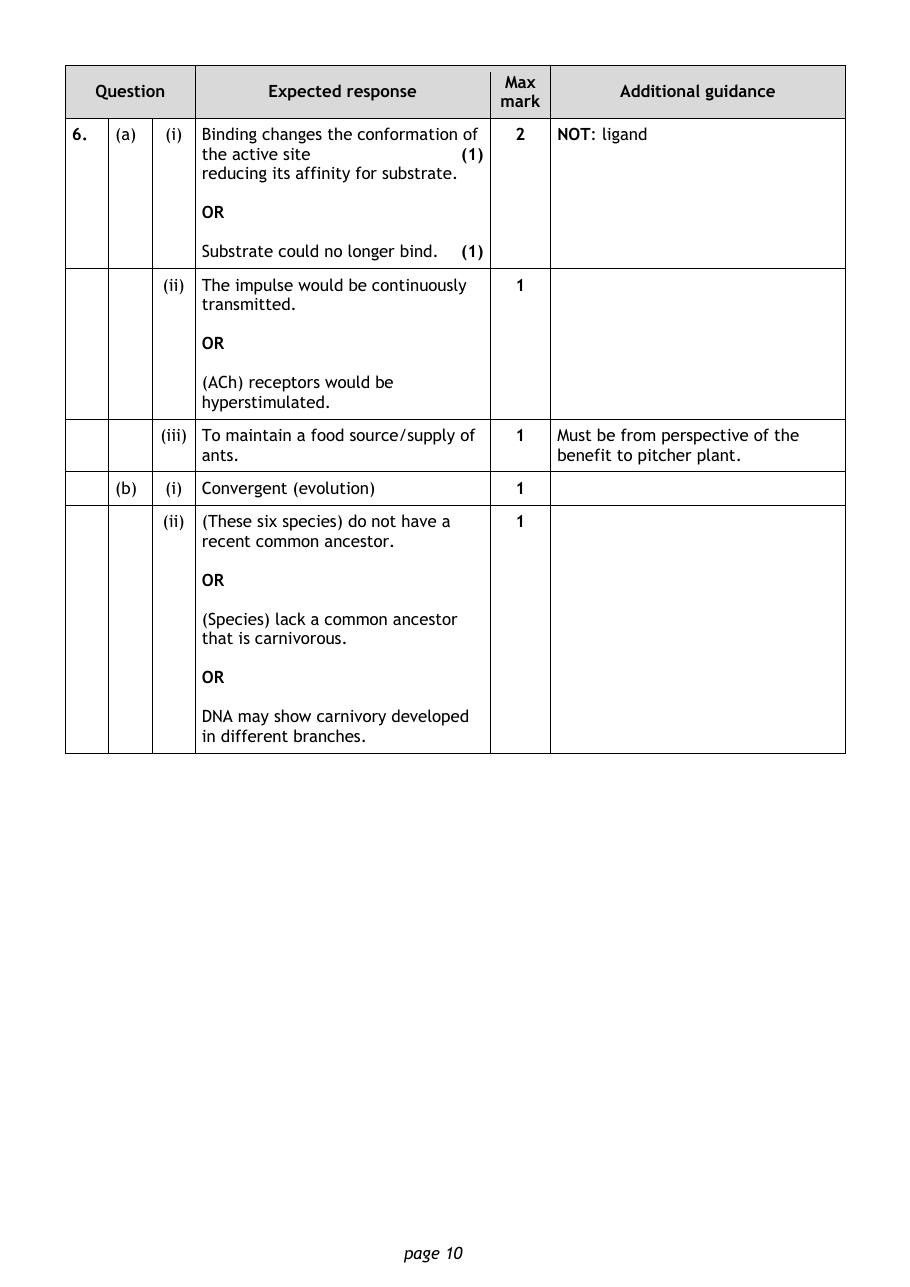 Question Expected response Max mark Additional guidance
6. (a) (i) Binding changes the conformation of 2 NOT: ligand
the active site (1)
reducing its affinity for substrate.
OR
Substrate could no longer bind. (1)
(ii) The impulse would be continuously 1
transmitted.
OR
(ACh) receptors would be
hyperstimulated.
(iii) To maintain a food source/supply of 1 Must be from perspective of the
ants. benefit to pitcher plant.
(b) (i) Convergent (evolution) 1
(ii) (These six species) do not have a 1
recent common ancestor.
OR
(Species) lack a common ancestor
that is carnivorous.
OR
DNA may show carnivory developed
in different branches.
page 10